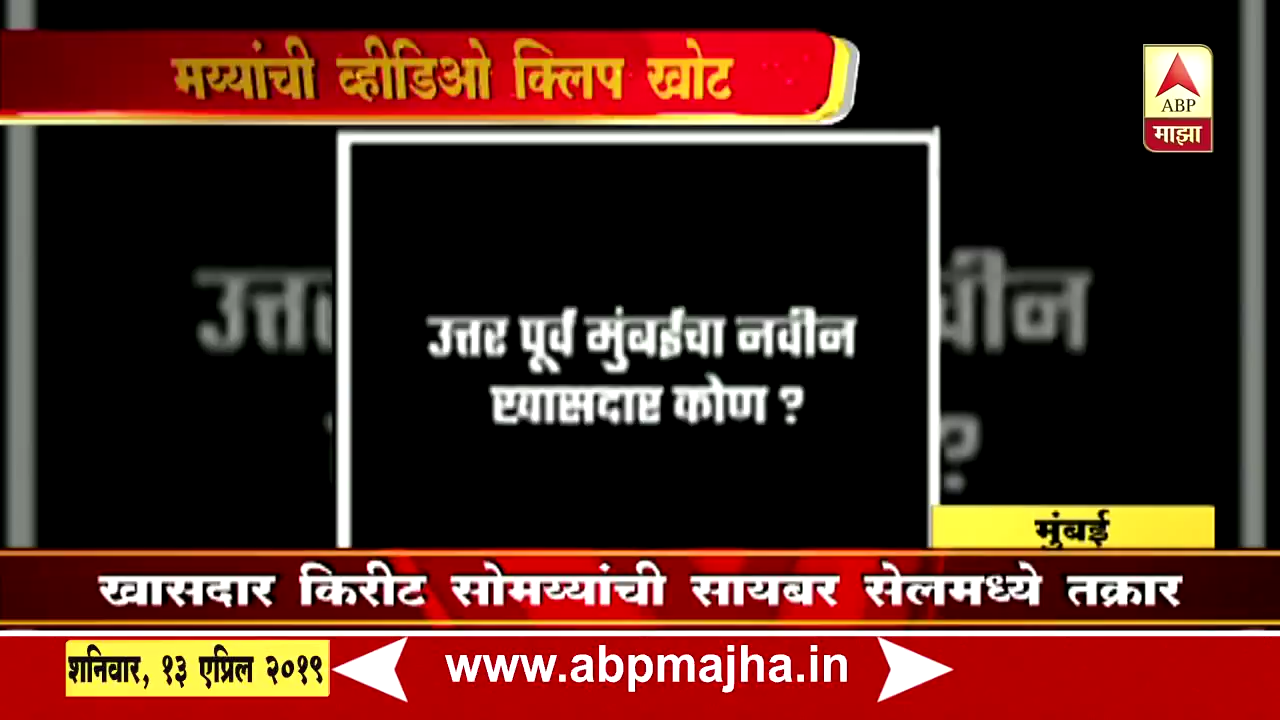 मय्यांची व्हीडिओ क्लिप खोट
ABP
माझा
उत्तर पूर्व मुंबईचा नवीन
खासदार कोण ?
मुंबई
खासदार किरीट सोमय्यांची सायबर सेलमध्ये तक्रार
शनिवार, १३ एप्रिल २०१९
www.abpmajha.in